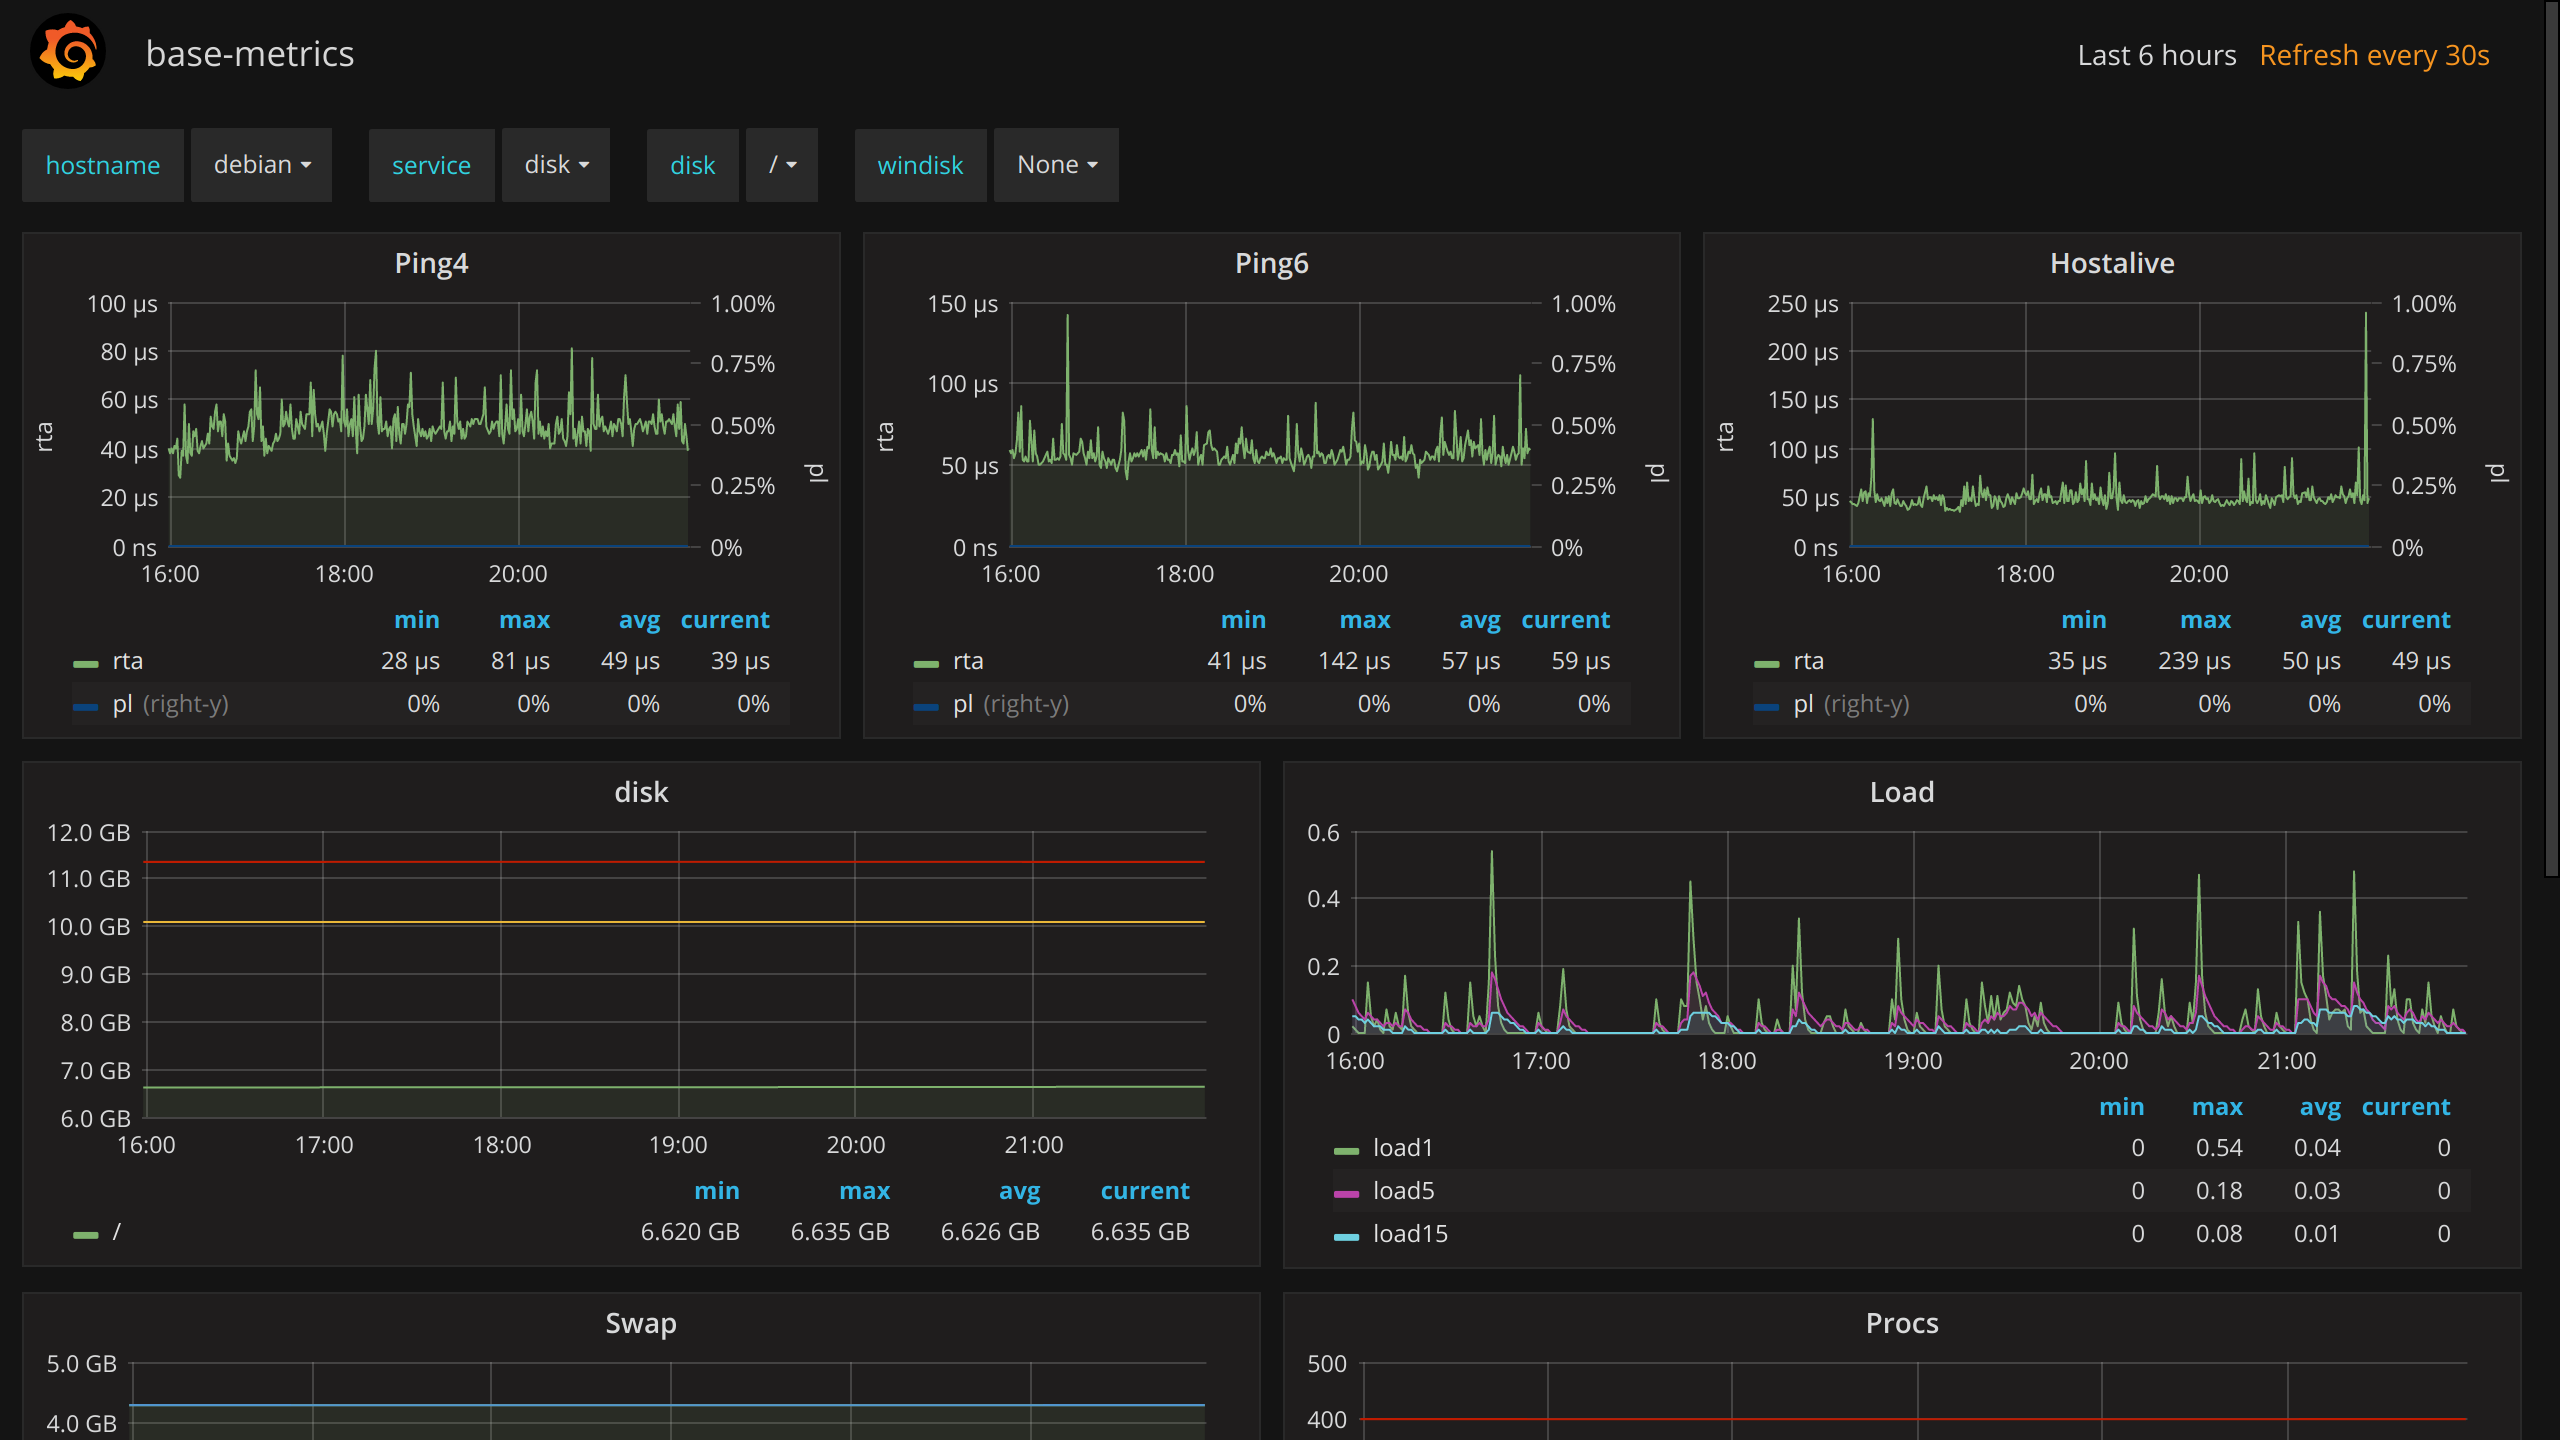 base-metrics
Last 6 hours Refresh every 30s
hostname debian service disk disk / windisk None
Ping4
100 µs
80 µs
60 µs
40 µs
20 µs
0 ns
rta
1.00%
0.75%
0.50%
0.25%
0%
pl
16:00 18:00 20:00
min max avg current
rta 28 µs 81 µs 49 µs 39 µs
pl (right-y) 0% 0% 0% 0%
Ping6
150 µs
100 µs
50 µs
0 ns
rta
1.00%
0.75%
0.50%
0.25%
0%
pl
16:00 18:00 20:00
min max avg current
rta 41 µs 142 µs 57 µs 59 µs
pl (right-y) 0% 0% 0% 0%
Hostalive
250 µs
200 µs
150 µs
100 µs
50 µs
0 ns
rta
1.00%
0.75%
0.50%
0.25%
0%
pl
16:00 18:00 20:00
min max avg current
rta 35 µs 239 µs 50 µs 49 µs
pl (right-y) 0% 0% 0% 0%
disk
12.0 GB
11.0 GB
10.0 GB
9.0 GB
8.0 GB
7.0 GB
6.0 GB
16:00 17:00 18:00 19:00 20:00 21:00
min max avg current
/ 6.620 GB 6.635 GB 6.626 GB 6.635 GB
Load
0.6
0.4
0.2
0
16:00 17:00 18:00 19:00 20:00 21:00
min max avg current
load1 0 0.54 0.04 0
load5 0 0.18 0.03 0
load15 0 0.08 0.01 0
Swap
5.0 GB
4.0 GB
Procs
500
400